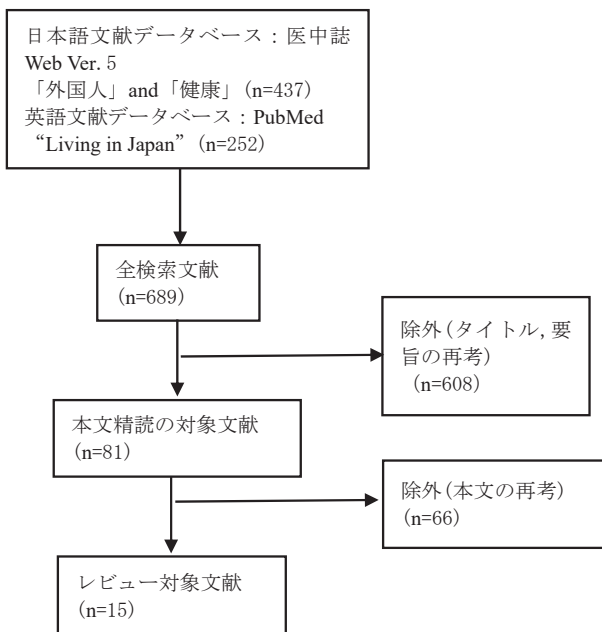 日本語文献データベース：医中誌
Web Ver. 5
「外国人」and「健康」(n=437)
英語文献データベース：PubMed
“Living in Japan”(n=252)
全検索文献
(n=689)
除外(タイトル, 要
旨の再考)
(n=608)
本文精読の対象文献
(n=81)
除外(本文の再考)
(n=66)
レビュー対象文献
(n=15)